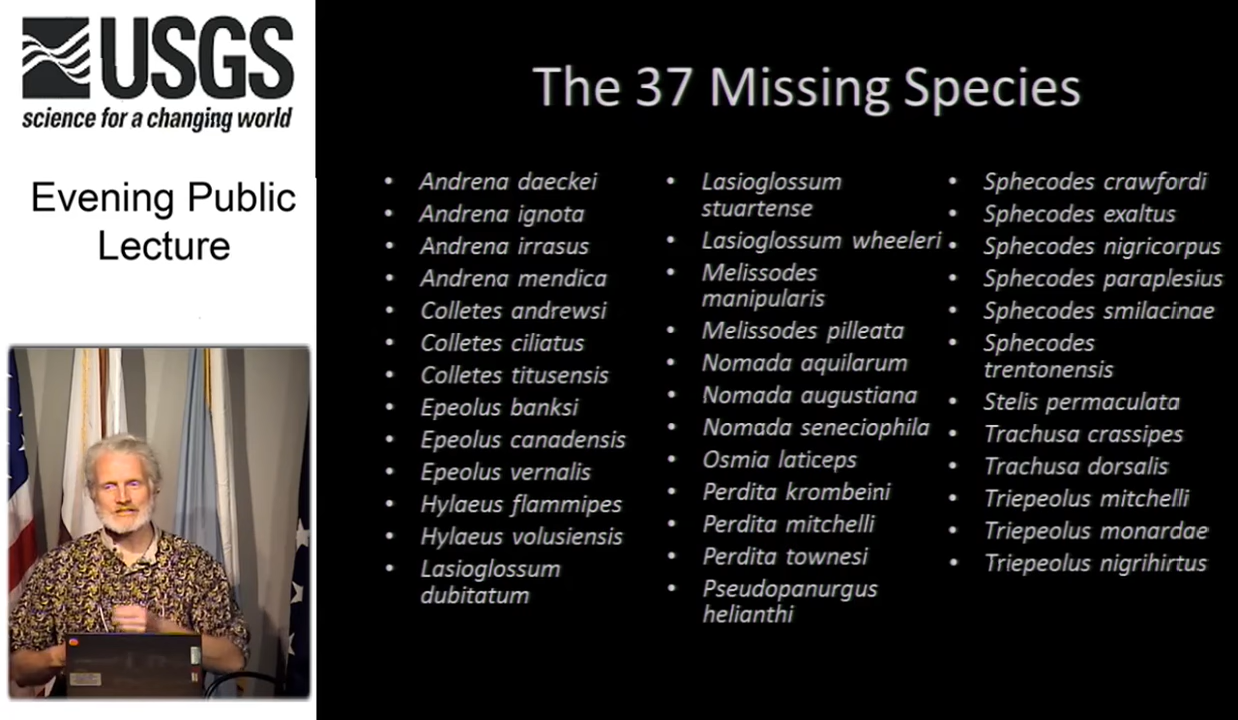 USGS
science for a changing world
Evening Public
Lecture
The 37 Missing Species
• Andrena daeckei
• Andrena ignota
• Andrena irrasus
• Andrena mendica
• Colletes andrewsi
• Colletes ciliatus
• Colletes titusensis
• Epeolus banksi
• Epeolus canadensis
• Epeolus vernalis
• Hylaeus flammipes
• Hylaeus volusiensis
• Lasioglossum
dubitatum
• Lasioglossum
stuartense
• Lasioglossum wheeleri
• Melissodes
manipularis
• Melissodes pilleata
• Nomada aquilarum
• Nomada augustiana
• Nomada seneciophila
• Osmia laticeps
• Perdita krombeini
• Perdita mitchelli
• Perdita townesi
• Pseudopanurgus
helianthi
• Sphecodes crawfordi
• Sphecodes exaltus
• Sphecodes nigricorpus
• Sphecodes paraplesius
• Sphecodes smilacinae
• Sphecodes
trentonensis
• Stelis permaculata
• Trachusa crassipes
• Trachusa dorsalis
• Triepeolus mitchelli
• Triepeolus monardae
• Triepeolus nigrihirtus